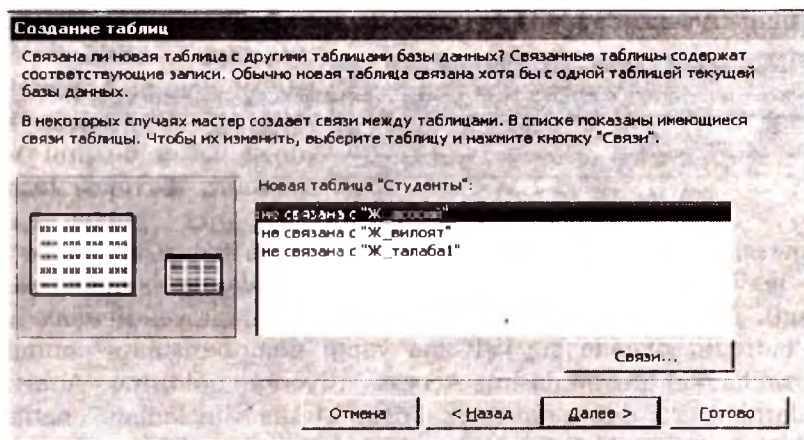 Создание таблиц
Связана ли новая таблица с другими таблицами базы данных? Связанные таблицы содержат
соответствующие записи. Обычно новая таблица связана хотя бы с одной таблицей текущей
базы данных.
В некоторых случаях мастер создает связи между таблицами. В списке показаны имеющиеся
связи таблицы. Чтобы их изменить, выберите таблицу и нажмите кнопку "Связи".
Новая таблица "Студенты":
не связана с
не связана с "Ж_вилоят"
не связана с "Ж_талаба1"
Связи...
Отмена
< Назад
Далее >
Готово